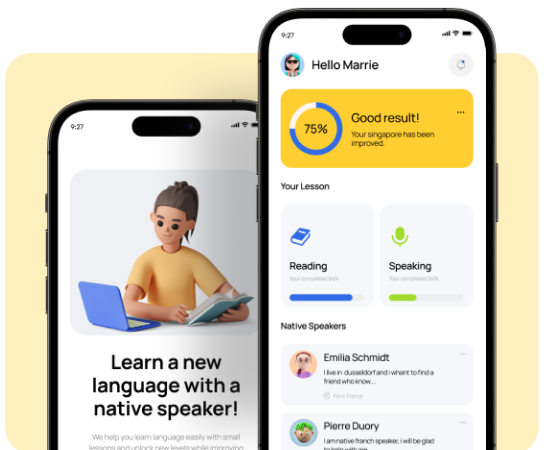 9:27
Learn a new
language with a
native speaker!
We help you learn language easily with small
lessons and unlock new levels while improving
9:27
Hello Marrie
75%
Good result!
Your singapore has been
improved.
Your Lesson
Reading
Your completed
Speaking
Your completed
Native Speakers
Emilia Schmidt
I live in dusseldorf and i whant to find a
friend who know...
Paris, France
Pierre Duory
I am native franch speaker, i will be glad
to help with me.